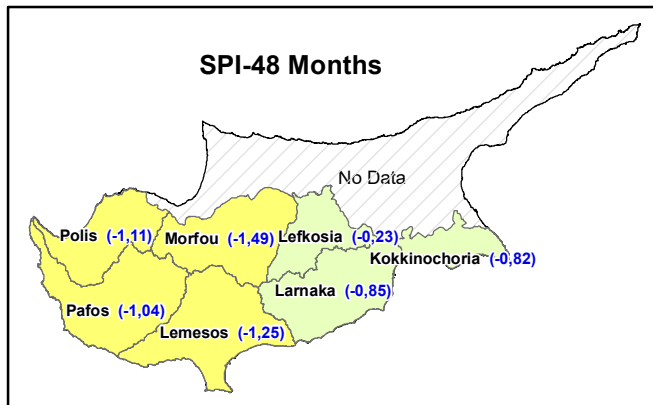 SPI-48 Months
No Data
Polis (-1,11)
Morfou (-1,49)
Lefkosia (-0,23)
Kokkinochoria (-0,82)
Pafos (-1,04)
Larnaka (-0,85)
Lemesos (-1,25)